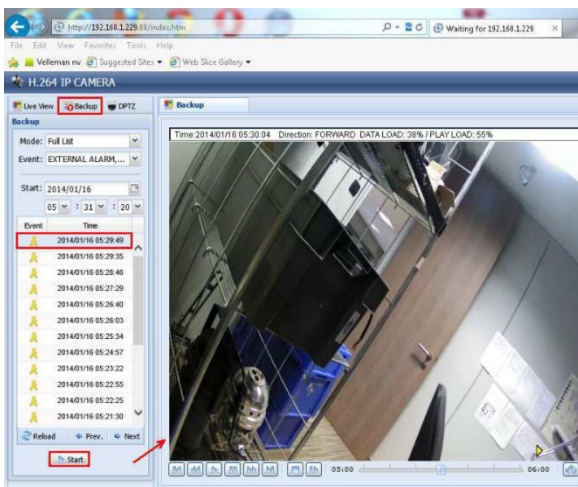 http://192.168.1.229:88/index.htm
Waiting for 192.168.1.229
File Edit View Favorites Tools Help
Velleman nv Suggested Sites Web Slice Gallery
H.264 IP CAMERA
Live View Backup DPTZ
Backup
Backup
Mode: Full List
Event: EXTERNAL ALARM,...
Start: 2014/01/16
05 : 31 : 20
Event Time
2014/01/16 05:29:49
2014/01/16 05:29:35
2014/01/16 05:28:46
2014/01/16 05:27:29
2014/01/16 05:26:40
2014/01/16 05:26:03
2014/01/16 05:25:34
2014/01/16 05:24:57
2014/01/16 05:23:22
2014/01/16 05:22:55
2014/01/16 05:22:25
2014/01/16 05:21:30
Reload Prev. Next
Start
Time:2014/01/16 05:30:04 Direction: FORWARD DATA LOAD: 38% / PLAY LOAD: 55%
05:00 06:00